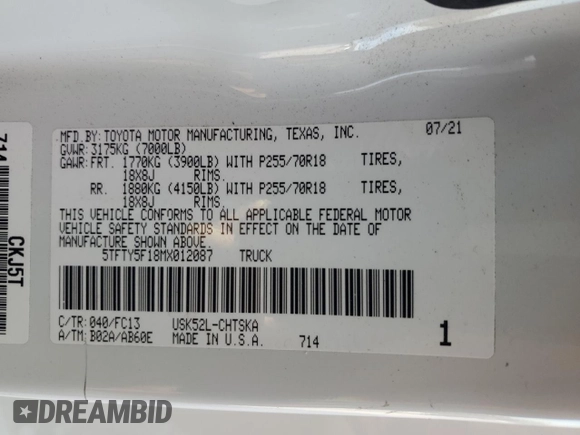 MFD.BY:TOYOTA MOTOR MANUFACTURING, TEXAS, INC. 07/21
GVWR: 3175KG (7000LB)
GAWR:FRT. 1770KG (3900LB) WITH P255/70R18 TIRES,
18X8J RIMS.
RR. 1880KG (4150LB) WITH P255/70R18 TIRES,
18X8J RIMS.
THIS VEHICLE CONFORMS TO ALL APPLICABLE FEDERAL MOTOR
VEHICLE SAFETY STANDARDS IN EFFECT ON THE DATE OF
MANUFACTURE SHOWN ABOVE.
5TFTY5F18MX012087 TRUCK
C/TR:040/FC13 USK52L-CHTSKA
A/TM:B02A/AB60E MADE IN U.S.A. 714
1
714
CKJ5T
DREAMBID